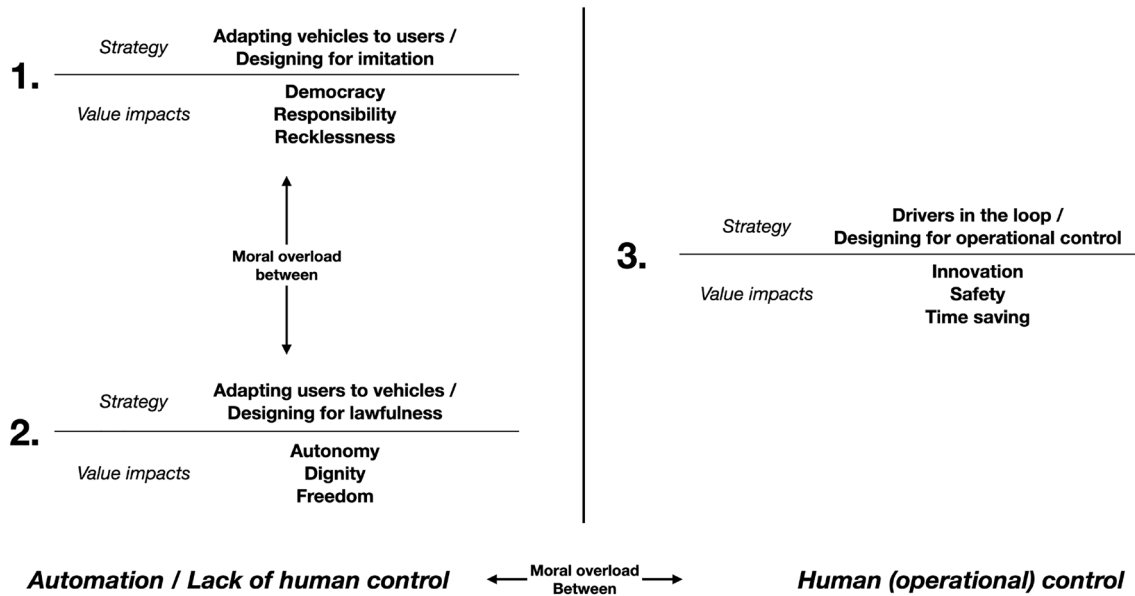 1.
Strategy
Adapting vehicles to users /
Designing for imitation
Value impacts
Democracy
Responsibility
Recklessness
Moral overload
between
2.
Strategy
Adapting users to vehicles /
Designing for lawfulness
Value impacts
Autonomy
Dignity
Freedom
3.
Strategy
Drivers in the loop /
Designing for operational control
Value impacts
Innovation
Safety
Time saving
Automation / Lack of human control
Moral overload
Between
Human (operational) control